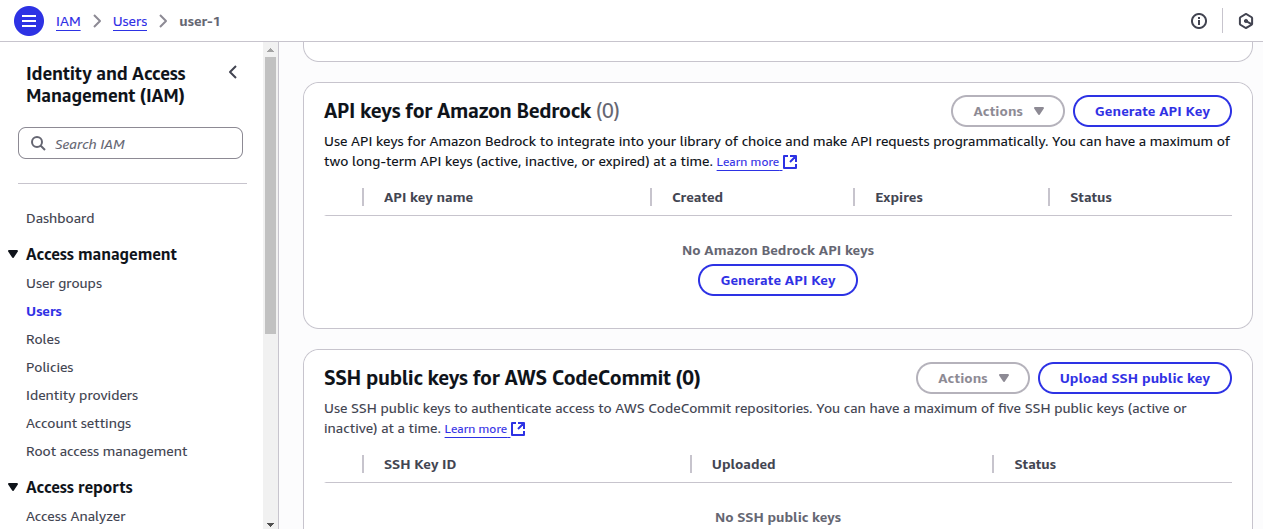 IAM > Users > user-1
Identity and Access
Management (IAM)
Search IAM
Dashboard
Access management
User groups
Users
Roles
Policies
Identity providers
Account settings
Root access management
Access reports
Access Analyzer
API keys for Amazon Bedrock (0)
Actions
Generate API Key
Use API keys for Amazon Bedrock to integrate into your library of choice and make API requests programmatically. You can have a maximum of
two long-term API keys (active, inactive, or expired) at a time. Learn more
API key name Created Expires Status
No Amazon Bedrock API keys
Generate API Key
SSH public keys for AWS CodeCommit (0)
Actions
Upload SSH public key
Use SSH public keys to authenticate access to AWS CodeCommit repositories. You can have a maximum of five SSH public keys (active or
inactive) at a time. Learn more
SSH Key ID Uploaded Status
No SSH public keys